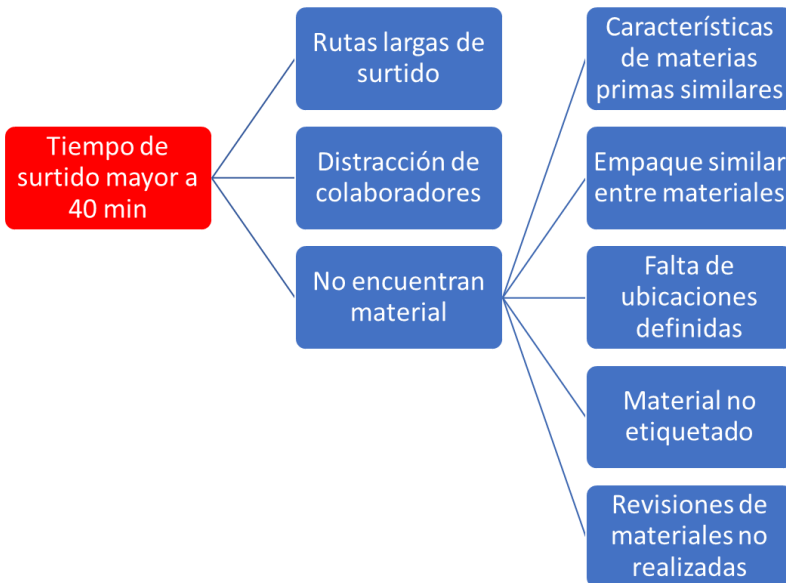 Tiempo de
surtido mayor a
40 min
Rutas largas de
surtido
Distracción de
colaboradores
No encuentran
material
Características
de materias
primas similares
Empaque similar
entre materiales
Falta de
ubicaciones
definidas
Material no
etiquetado
Revisiones de
materiales no
realizadas